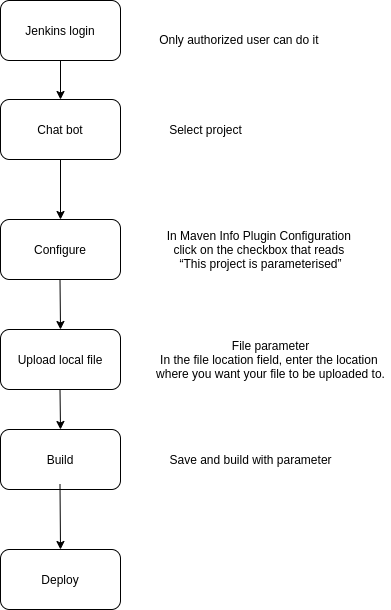 Jenkins login
Only authorized user can do it
Chat bot
Select project
Configure
In Maven Info Plugin Configuration
click on the checkbox that reads
“This project is parameterised”
Upload local file
File parameter
In the file location field, enter the location
where you want your file to be uploaded to.
Build
Save and build with parameter
Deploy